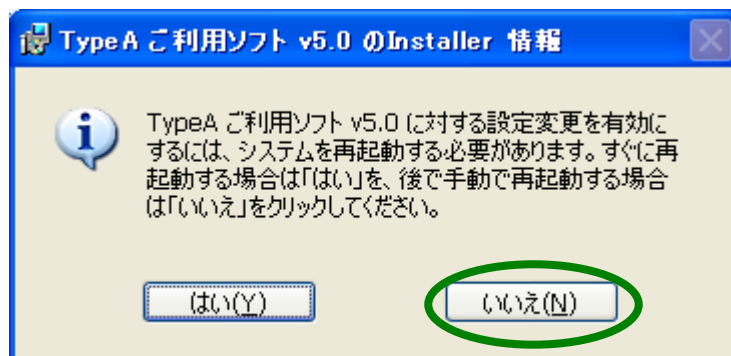 TypeA ご利用ソフト v5.0 のInstaller 情報
TypeA ご利用ソフト v5.0 に対する設定変更を有効に
するには、システムを再起動する必要があります。すぐに再
起動する場合は「はい」を、後で手動で再起動する場合
は「いいえ」をクリックしてください。
はい(Y) いいえ(N)